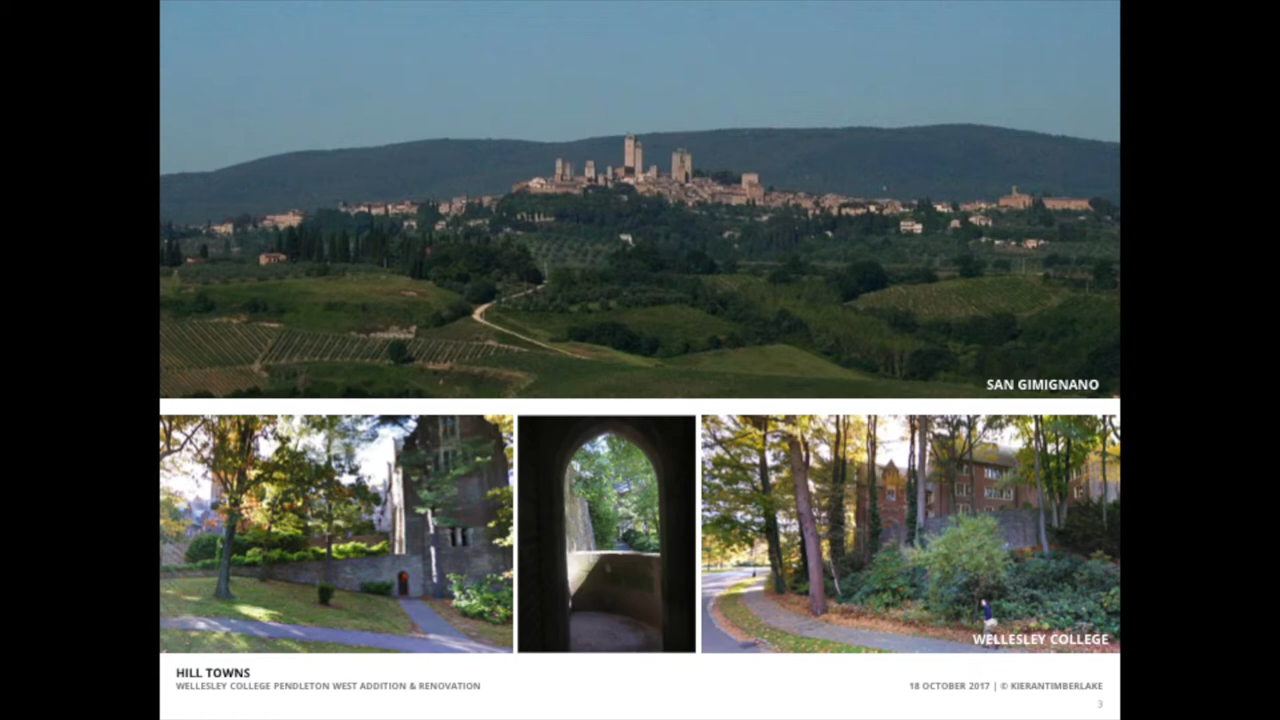 SAN GIMIGNANO
WELLESLEY COLLEGE
HILL TOWNS
WELLESLEY COLLEGE PENDLETON WEST ADDITION & RENOVATION
18 OCTOBER 2017 | © KIERANTIMBERLAKE
3